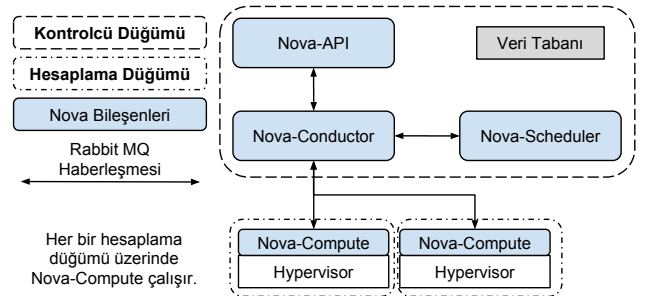 Kontrolcü Düğümü
Hesaplama Düğümü
Nova Bileşenleri
Rabbit MQ
Haberleşmesi
Nova-API
Veri Tabanı
Nova-Conductor
Nova-Scheduler
Her bir hesaplama
düğümü üzerinde
Nova-Compute çalışır.
Nova-Compute
Hypervisor
Nova-Compute
Hypervisor